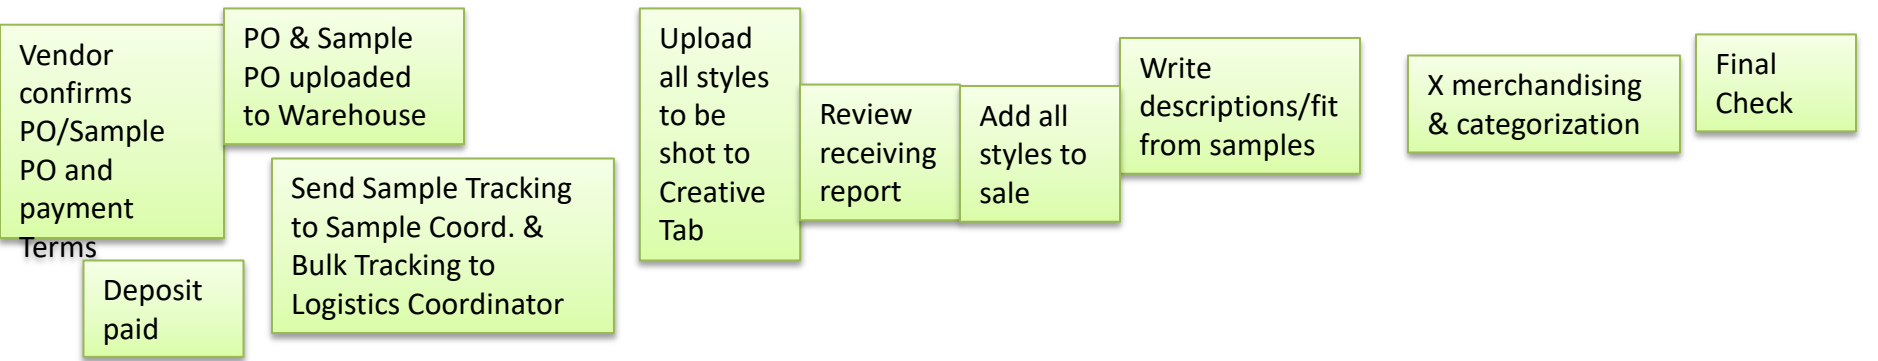 Vendor
confirms
PO/Sample
PO and
payment
Terms
Deposit
paid
PO & Sample
PO uploaded
to Warehouse
Send Sample Tracking
to Sample Coord. &
Bulk Tracking to
Logistics Coordinator
Upload
all styles
to be
shot to
Creative
Tab
Review
receiving
report
Add all
styles to
sale
Write
descriptions/fit
from samples
X merchandising
& categorization
Final
Check